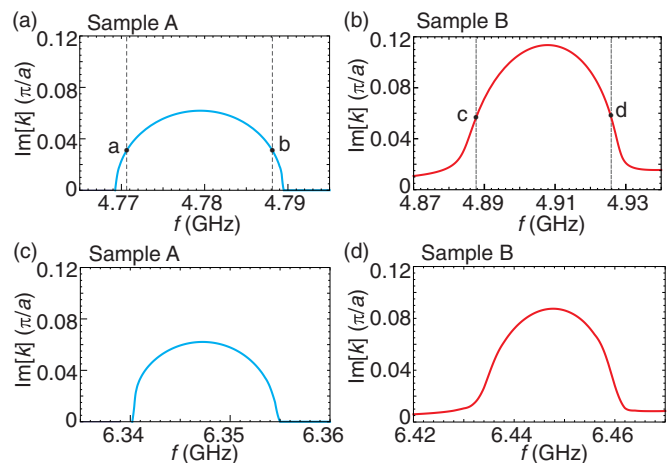 (a) Sample A
Im[k] (π/a)
0.12
0.08
0.04
0
a
b
4.77 4.78 4.79
f (GHz)
(b) Sample B
Im[k] (π/a)
0.12
0.08
0.04
0
c
d
4.87 4.89 4.91 4.93
f (GHz)
(c) Sample A
Im[k] (π/a)
0.12
0.08
0.04
0
6.34 6.35 6.36
f (GHz)
(d) Sample B
Im[k] (π/a)
0.12
0.08
0.04
0
6.42 6.44 6.46
f (GHz)